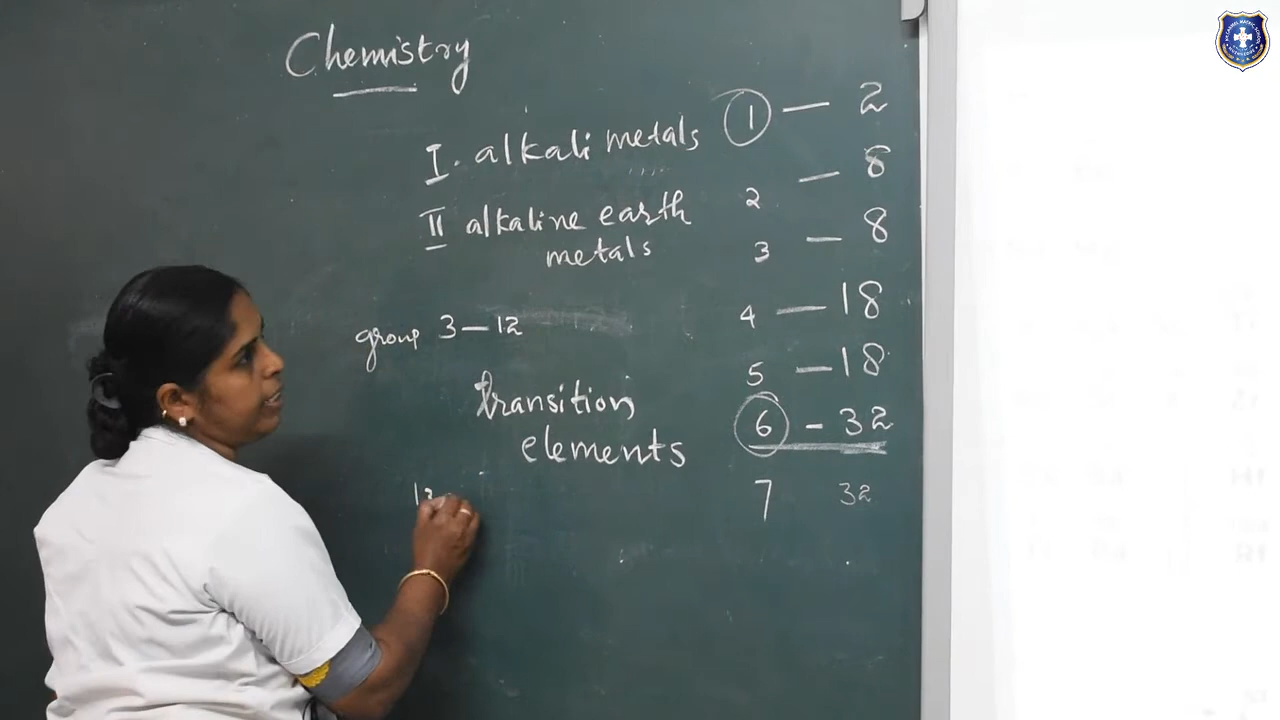 Chemistry
I. alkali metals
II alkaline earth
metals
group 3 — 12
transition
elements
1 — 2
2 — 8
3 — 8
4 — 18
5 — 18
6 - 32
7 32